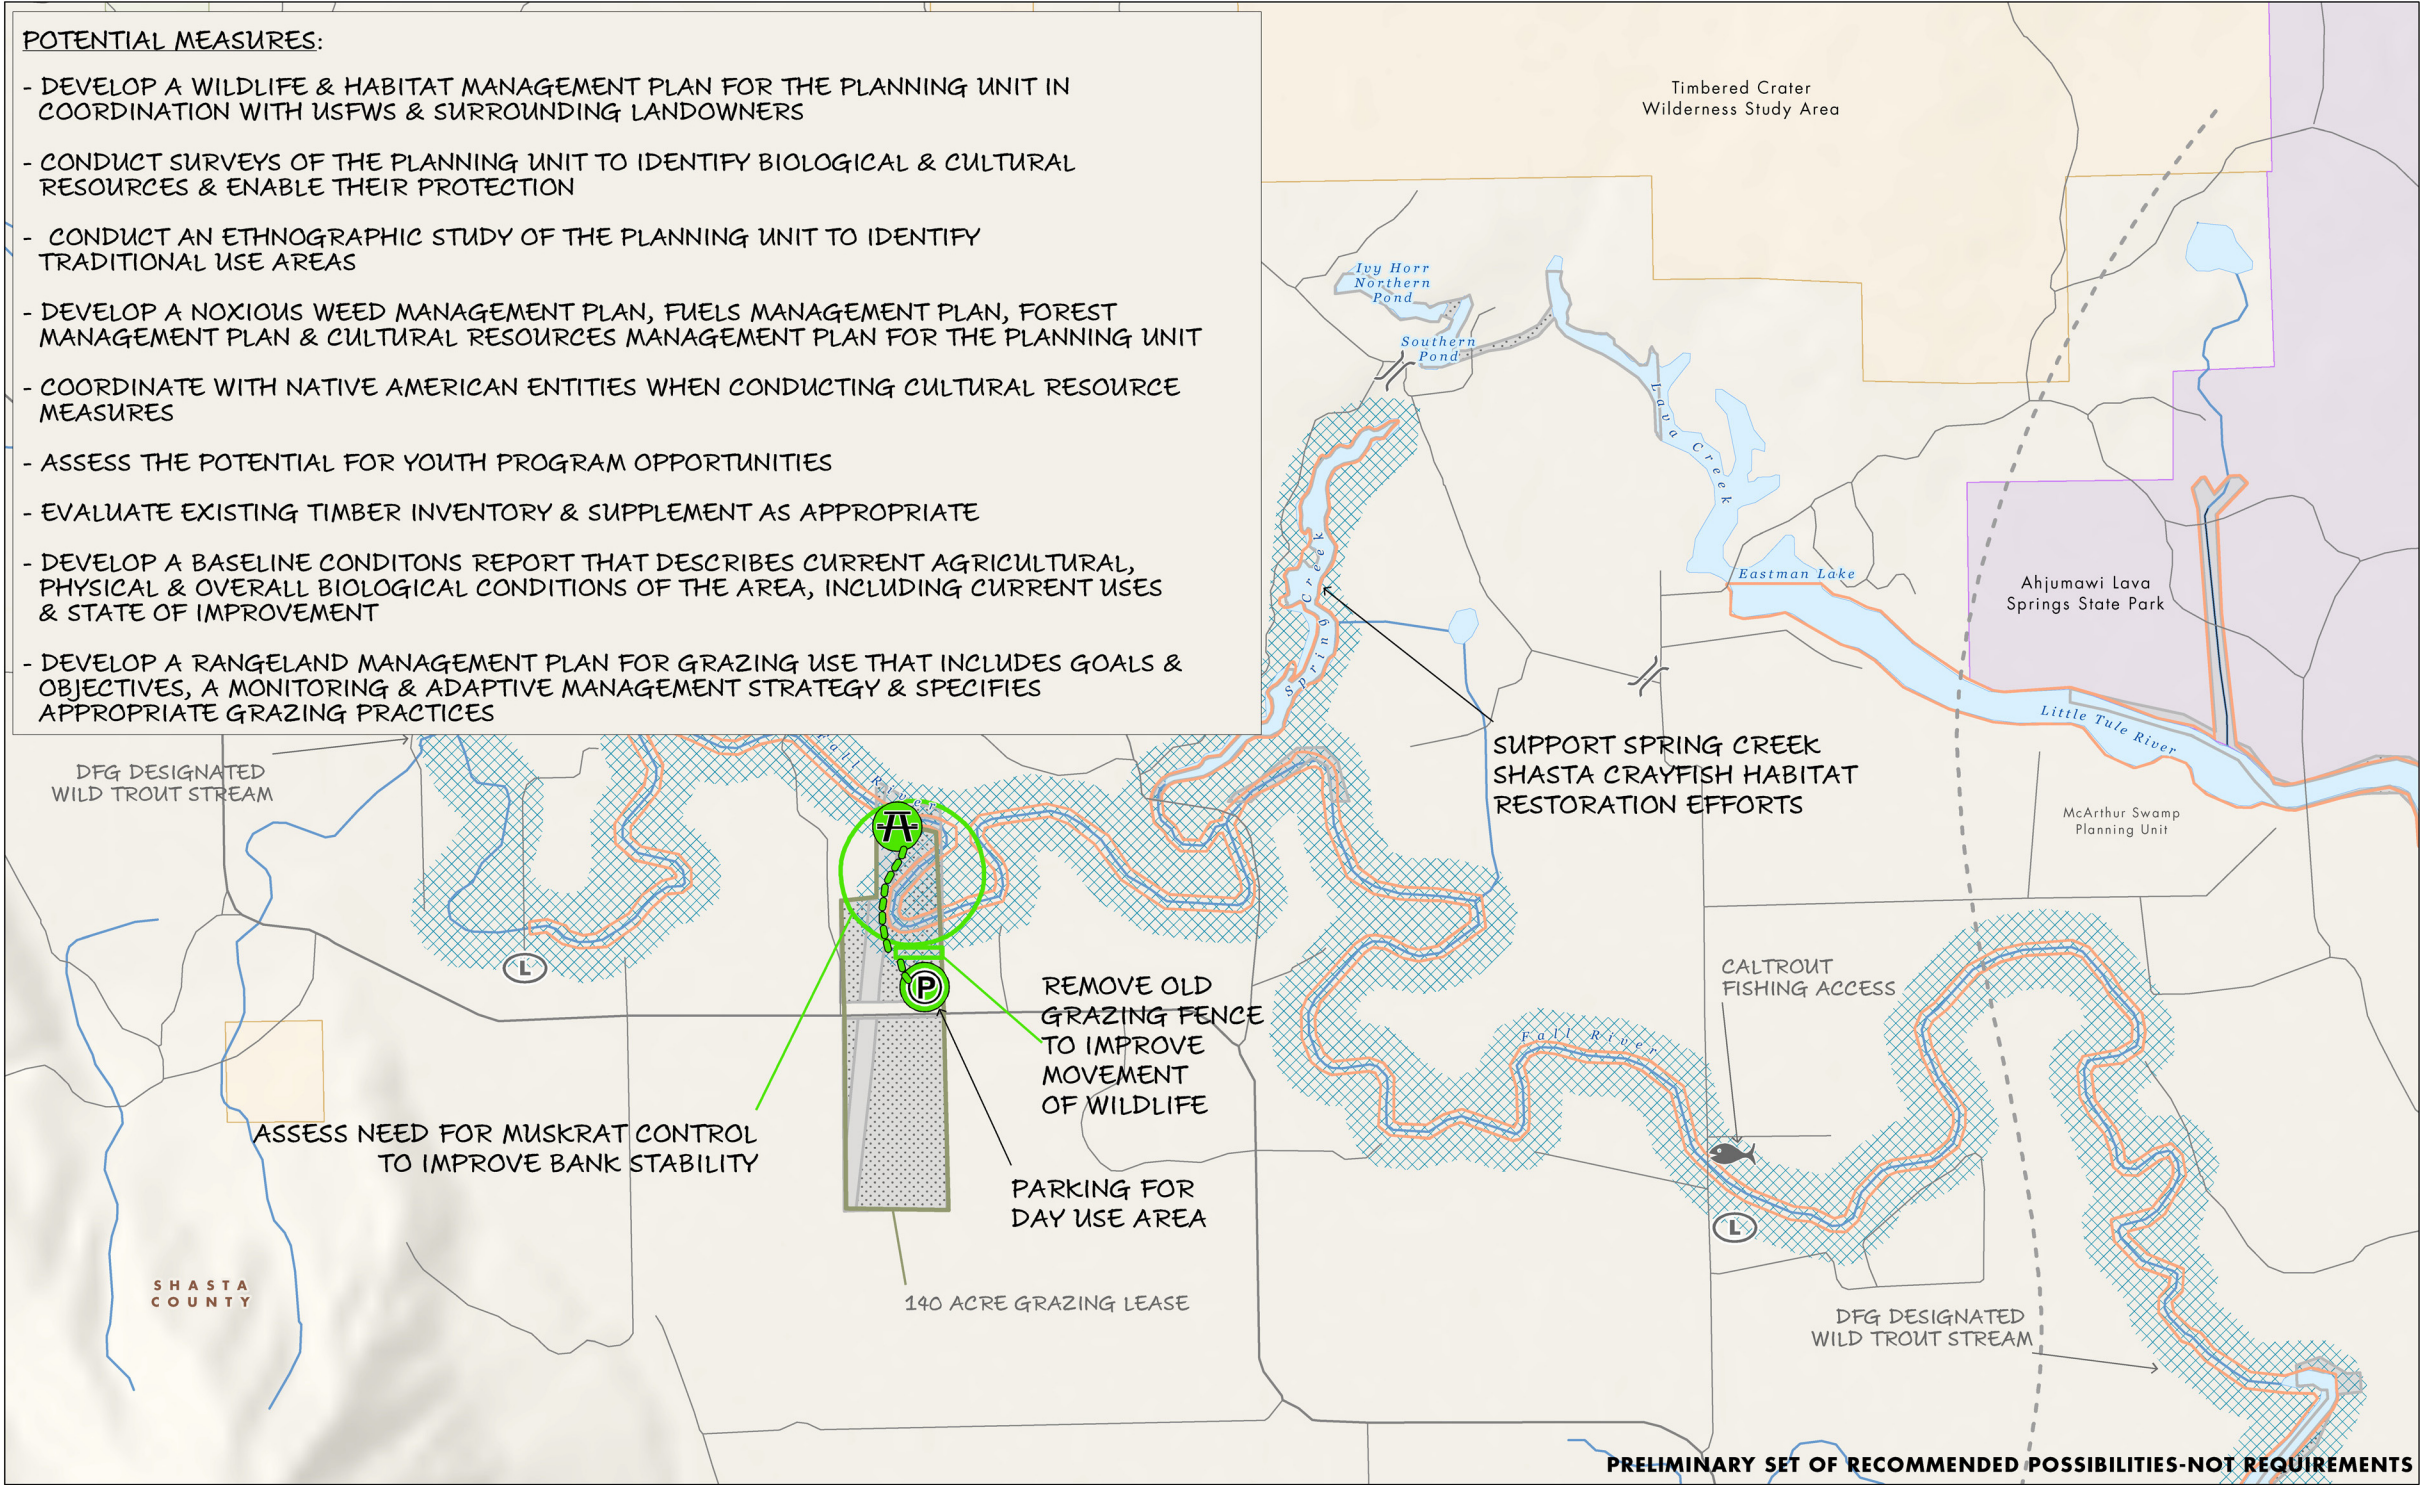 POTENTIAL MEASURES:
- DEVELOP A WILDLIFE & HABITAT MANAGEMENT PLAN FOR THE PLANNING UNIT IN
COORDINATION WITH USFWS & SURROUNDING LANDOWNERS
- CONDUCT SURVEYS OF THE PLANNING UNIT TO IDENTIFY BIOLOGICAL & CULTURAL
RESOURCES & ENABLE THEIR PROTECTION
- CONDUCT AN ETHNOGRAPHIC STUDY OF THE PLANNING UNIT TO IDENTIFY
TRADITIONAL USE AREAS
- DEVELOP A NOXIOUS WEED MANAGEMENT PLAN, FUELS MANAGEMENT PLAN, FOREST
MANAGEMENT PLAN & CULTURAL RESOURCES MANAGEMENT PLAN FOR THE PLANNING UNIT
- COORDINATE WITH NATIVE AMERICAN ENTITIES WHEN CONDUCTING CULTURAL RESOURCE
MEASURES
- ASSESS THE POTENTIAL FOR YOUTH PROGRAM OPPORTUNITIES
- EVALUATE EXISTING TIMBER INVENTORY & SUPPLEMENT AS APPROPRIATE
- DEVELOP A BASELINE CONDITONS REPORT THAT DESCRIBES CURRENT AGRICULTURAL,
PHYSICAL & OVERALL BIOLOGICAL CONDITIONS OF THE AREA, INCLUDING CURRENT USES
& STATE OF IMPROVEMENT
- DEVELOP A RANGELAND MANAGEMENT PLAN FOR GRAZING USE THAT INCLUDES GOALS &
OBJECTIVES, A MONITORING & ADAPTIVE MANAGEMENT STRATEGY & SPECIFIES
APPROPRIATE GRAZING PRACTICES
Timbered Crater
Wilderness Study Area
Ivy Horr
Northern
Pond
Southern
Pond
Lava Creek
Eastman Lake
Ahjumawi Lava
Springs State Park
Spring Creek
Little Tule River
SUPPORT SPRING CREEK
SHASTA CRAYFISH HABITAT
RESTORATION EFFORTS
McArthur Swamp
Planning Unit
DFG DESIGNATED
WILD TROUT STREAM
Fall River
L
P
REMOVE OLD
GRAZING FENCE
TO IMPROVE
MOVEMENT
OF WILDLIFE
CALTROUT
FISHING ACCESS
Fall River
ASSESS NEED FOR MUSKRAT CONTROL
TO IMPROVE BANK STABILITY
PARKING FOR
DAY USE AREA
L
SHASTA
COUNTY
140 ACRE GRAZING LEASE
DFG DESIGNATED
WILD TROUT STREAM
PRELIMINARY SET OF RECOMMENDED POSSIBILITIES-NOT REQUIREMENTS